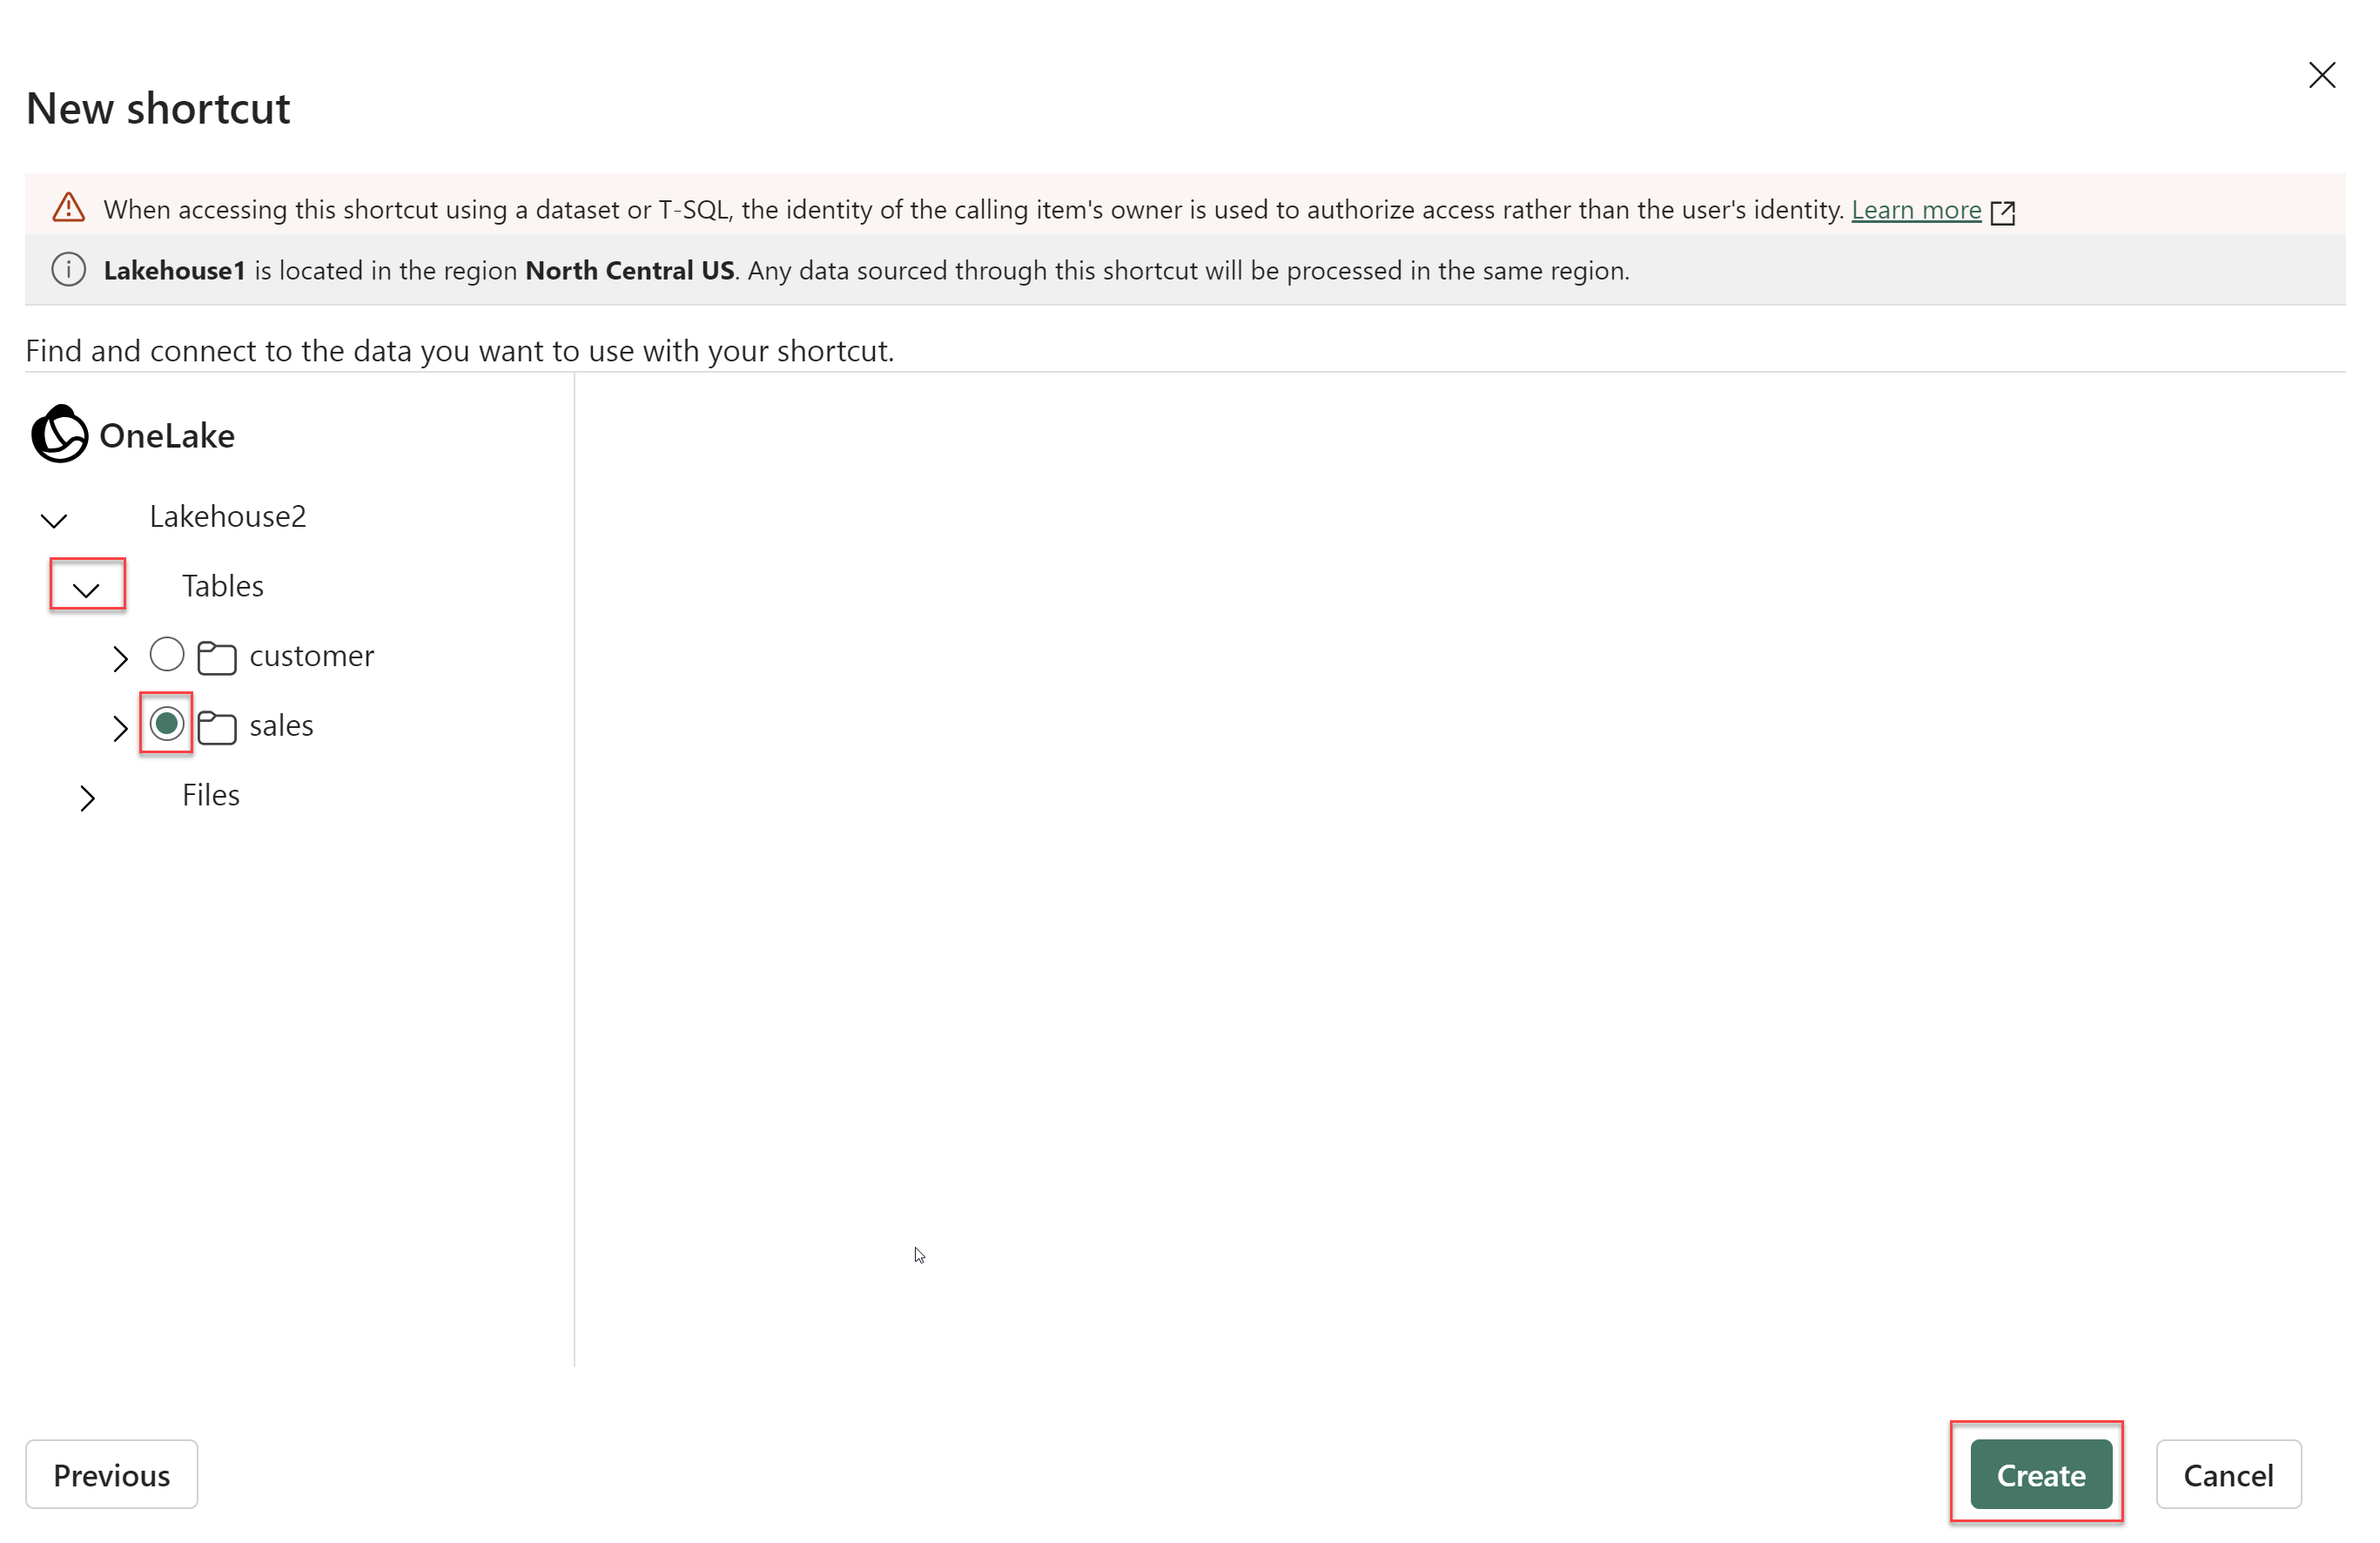 New shortcut
When accessing this shortcut using a dataset or T-SQL, the identity of the calling item's owner is used to authorize access rather than the user's identity. Learn more
Lakehouse1 is located in the region North Central US. Any data sourced through this shortcut will be processed in the same region.
Find and connect to the data you want to use with your shortcut.
OneLake
Lakehouse2
Tables
customer
sales
Files
Previous
Create
Cancel